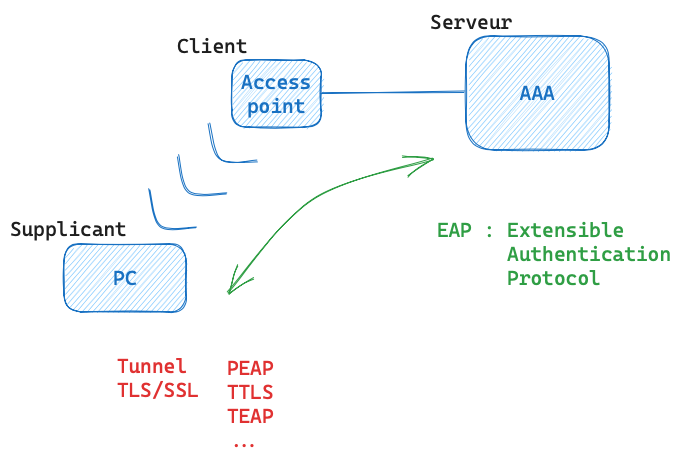 Serveur
Client
Access
point
AAA
Supplicant
PC
EAP : Extensible
Authentication
Protocol
Tunnel
TLS/SSL
PEAP
TTLS
TEAP
...